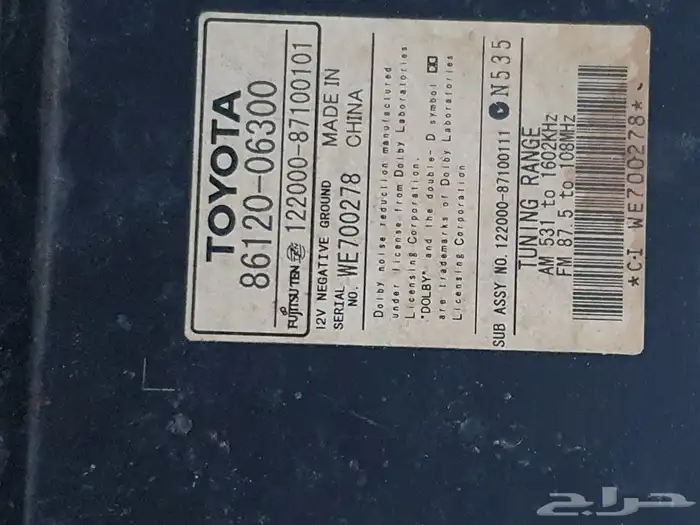 TOYOTA
86120-06300
FUJITSU TEN 122000-87100101
12V NEGATIVE GROUND
SERIAL NO. WE700278
MADE IN CHINA
Dolby noise reduction manufactured
under license from Dolby Laboratories
Licensing Corporation.
"DOLBY" and the double- D symbol
are trademarks of Dolby Laboratories
Licensing Corporation
SUB ASSY NO. 122000-87100111 N535
TUNING RANGE
AM 531 to 1602KHz
FM 87.5 to 108MHz
*C-I WE700278*
حراج